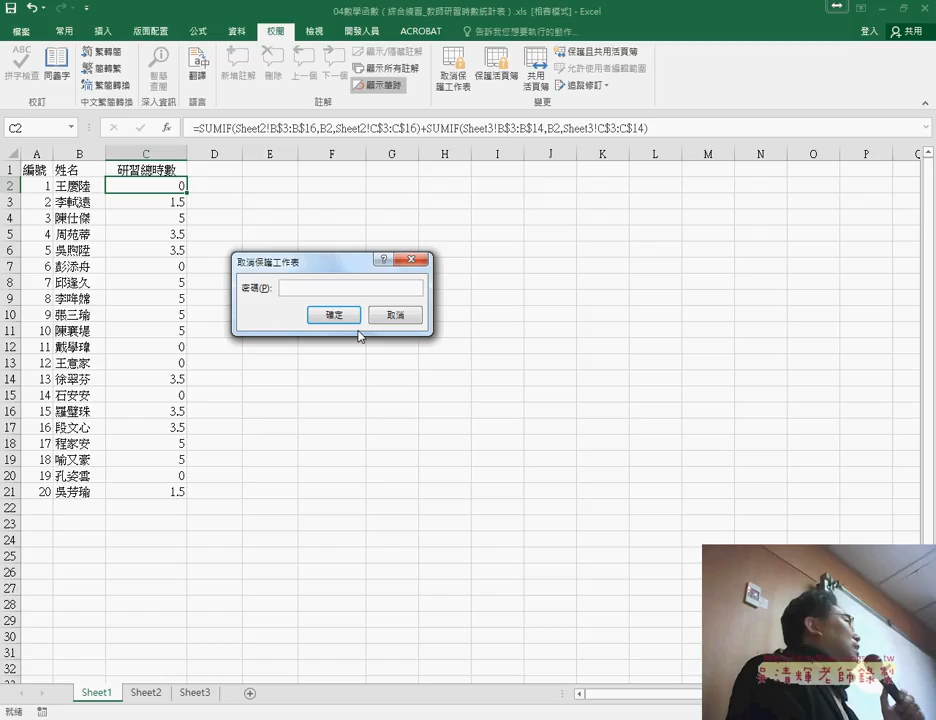 04數學函數（綜合練習_教師研習時數統計表）.xls [相容模式] - Excel
檔案 常用 插入 版面配置 公式 資料 校閱 檢視 開發人員 ACROBAT 告訴我您想要執行的動作... 登入 共用
ABC 拼字檢查 同義字 繁轉簡 簡轉繁 繁簡轉換 智慧查閱 翻譯 新增註解 刪除 上一個 下一個 顯示/隱藏註解 顯示所有註解 顯示筆跡 取消保護工作表 保護活頁簿 共用活頁簿 保護且共用活頁簿 允許使用者編輯範圍 追蹤修訂
校訂 中文繁簡轉換 深入資訊 語言 註解 變更
C2 fx =SUMIF(Sheet2!B$3:B$16,B2,Sheet2!C$3:C$16)+SUMIF(Sheet3!B$3:B$14,B2,Sheet3!C$3:C$14)
A B C D E F G H I J K L M N O P Q
1 編號 姓名 研習總時數
2 1 王慶陸 0
3 2 李軾遠 1.5
4 3 陳仕傑 5
5 4 周苑蒂 3.5
6 5 吳煦陞 3.5
7 6 彭添舟 0
8 7 邱逢久 5
9 8 5
10 9 張三瑜 5
11 10 陳襄堤 5
12 11 戴學瑋 0
13 12 王意家 0
14 13 徐翠芬 3.5
15 14 石安安 0
16 15 羅璧珠 3.5
17 16 段文心 3.5
18 17 程家安 5
19 18 喻又豪 5
20 19 孔姿雲 0
21 20 吳芳瑜 1.5
22
23
24
25
26
27
28
29
30
31
32
取消保護工作表
密碼(P):
確定 取消
吳清輝老師錄製
Sheet1 Sheet2 Sheet3
就緒